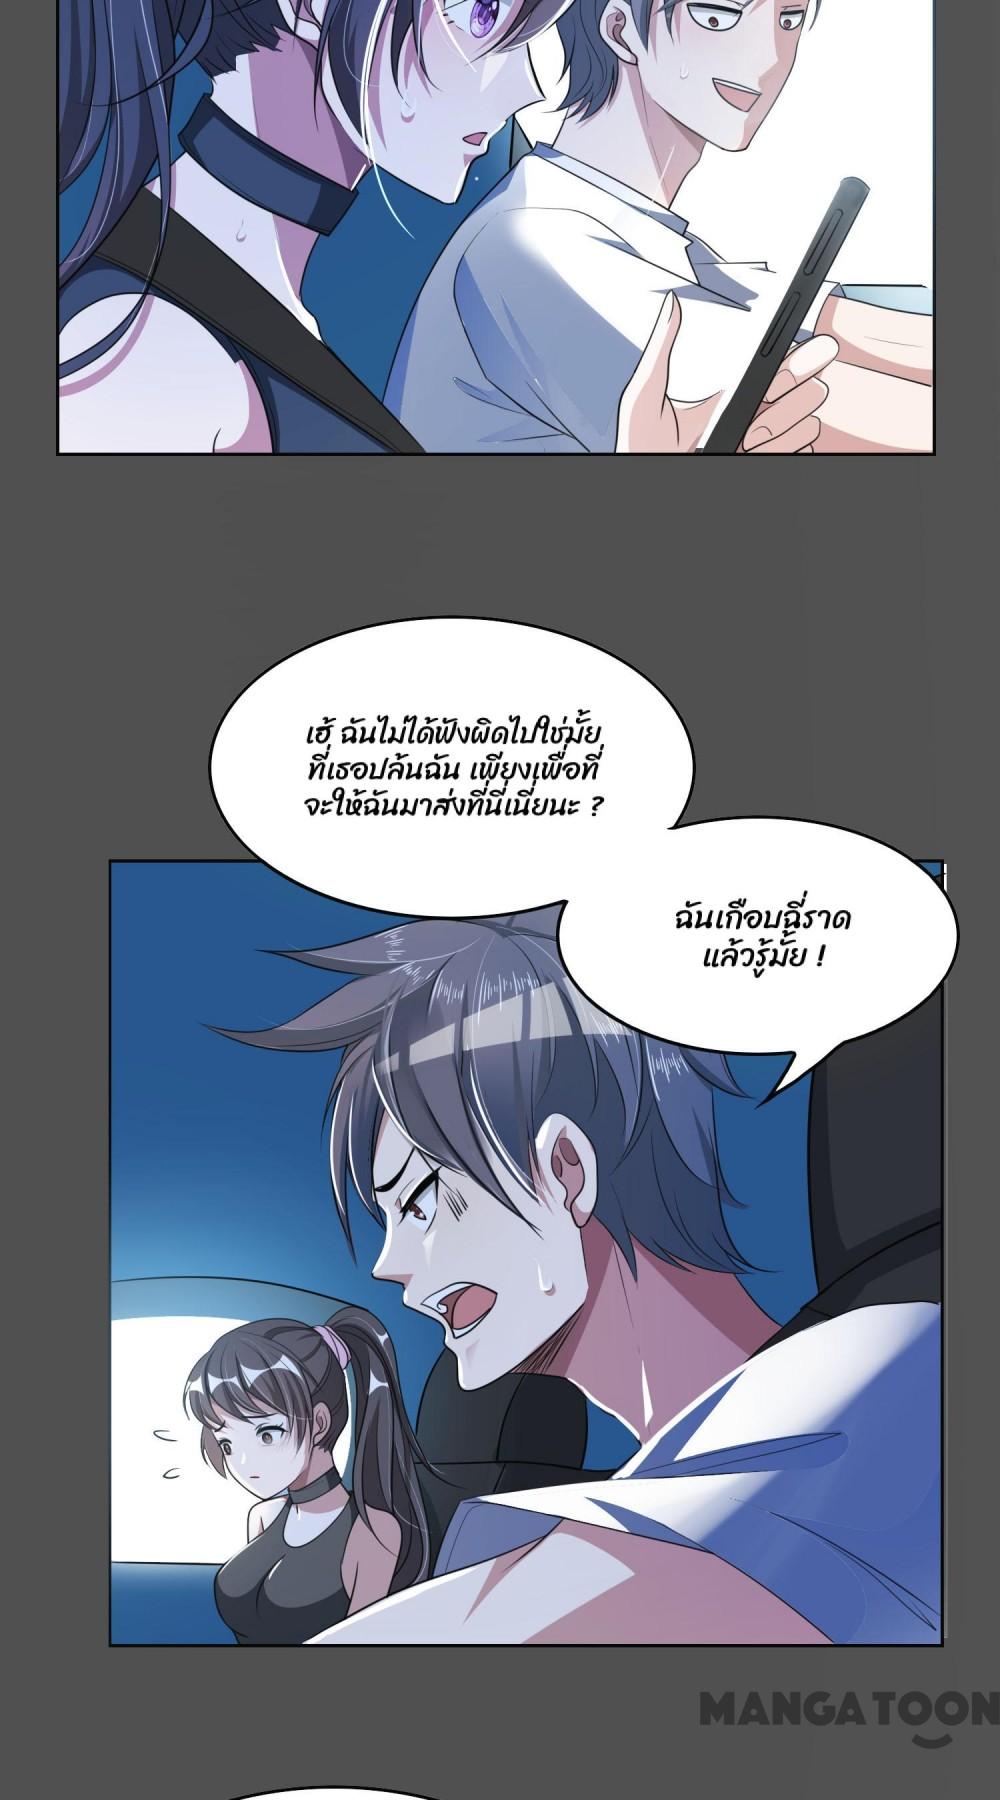 เฮ้ ฉันไม่ได้ฟังผิดไปใช่มั้ย
ที่เธอปล้นฉัน เพียงเพื่อที่
จะให้ฉันมาส่งที่นี่เนี่ยนะ ?
ฉันเกือบฉี่ราด
แล้วรู้มั้ย !
MANGATOON